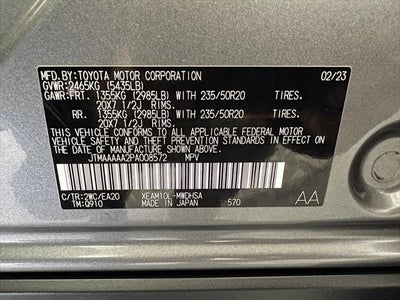 MFD.BY:TOYOTA MOTOR CORPORATION 02/23
GVWR:2465KG (5435LB)
GAWR:FRT. 1355KG (2985LB) WITH 235/50R20 TIRES.
20X7 1/2J RIMS.
RR. 1355KG (2985LB) WITH 235/50R20 TIRES.
20X7 1/2J RIMS.
THIS VEHICLE CONFORMS TO ALL APPLICABLE FEDERAL MOTOR
VEHICLE SAFETY AND THEFT PREVENTION STANDARDS IN EFFECT
ON THE DATE OF MANUFACTURE SHOWN ABOVE.
JTMAAAAA2PA008572 MPV
C/TR:2WC/EA20 XEAM10L-MWDHSA AA
TM:Q910 MADE IN JAPAN 570